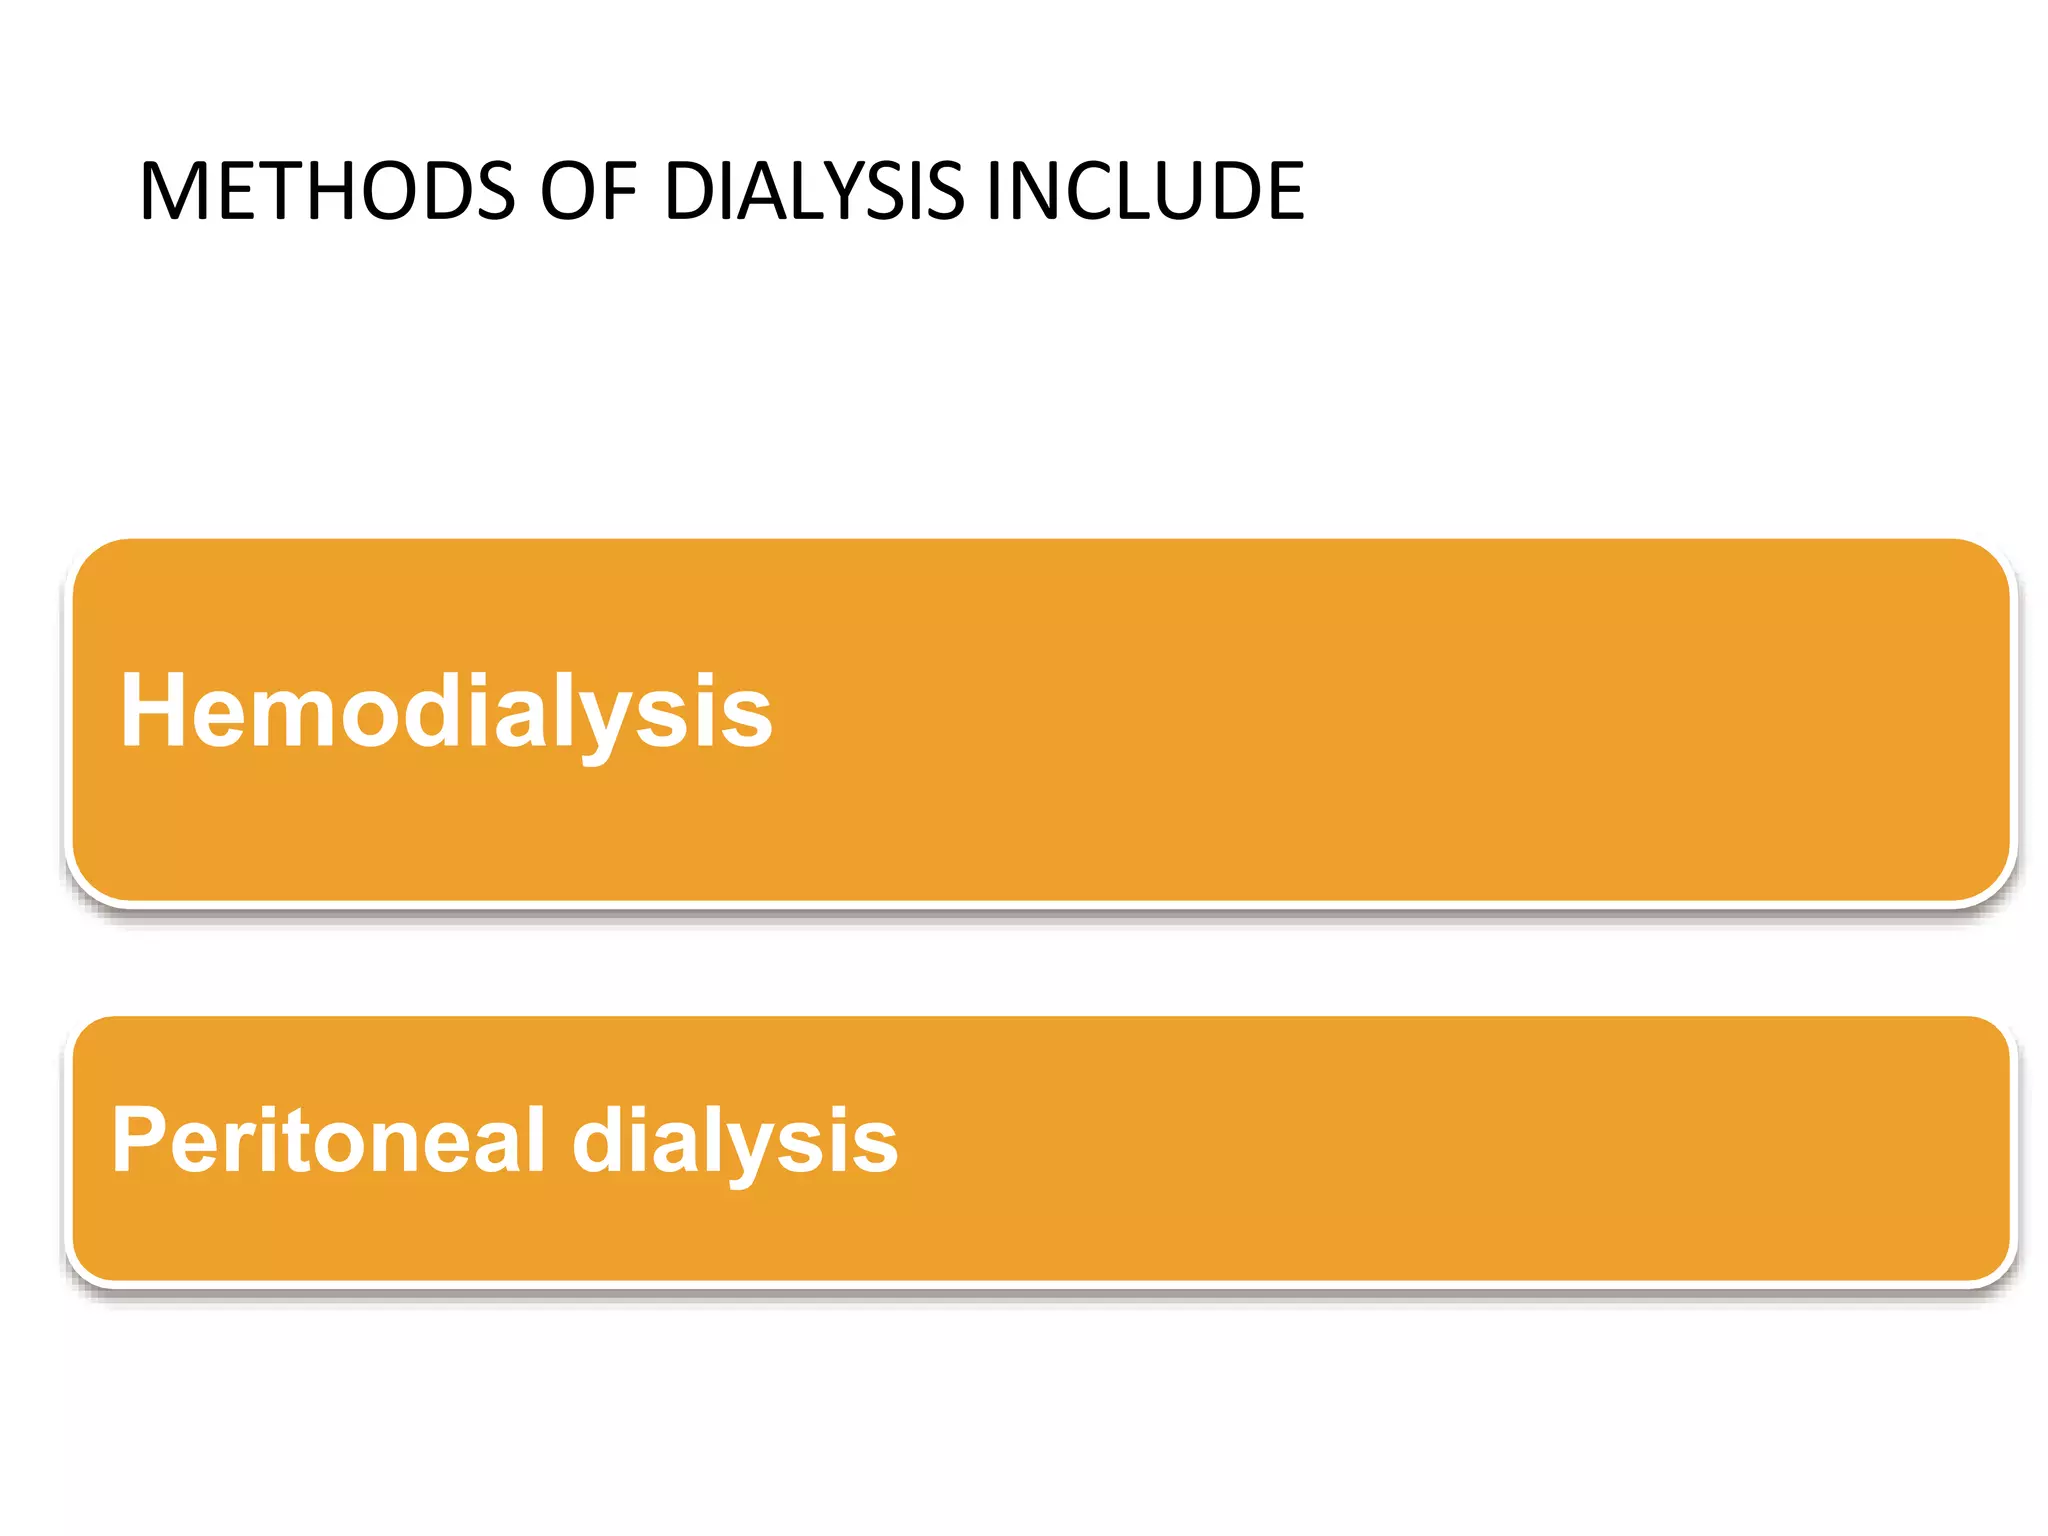 METHODS OF DIALYSIS INCLUDE
Hemodialysis
Peritoneal dialysis